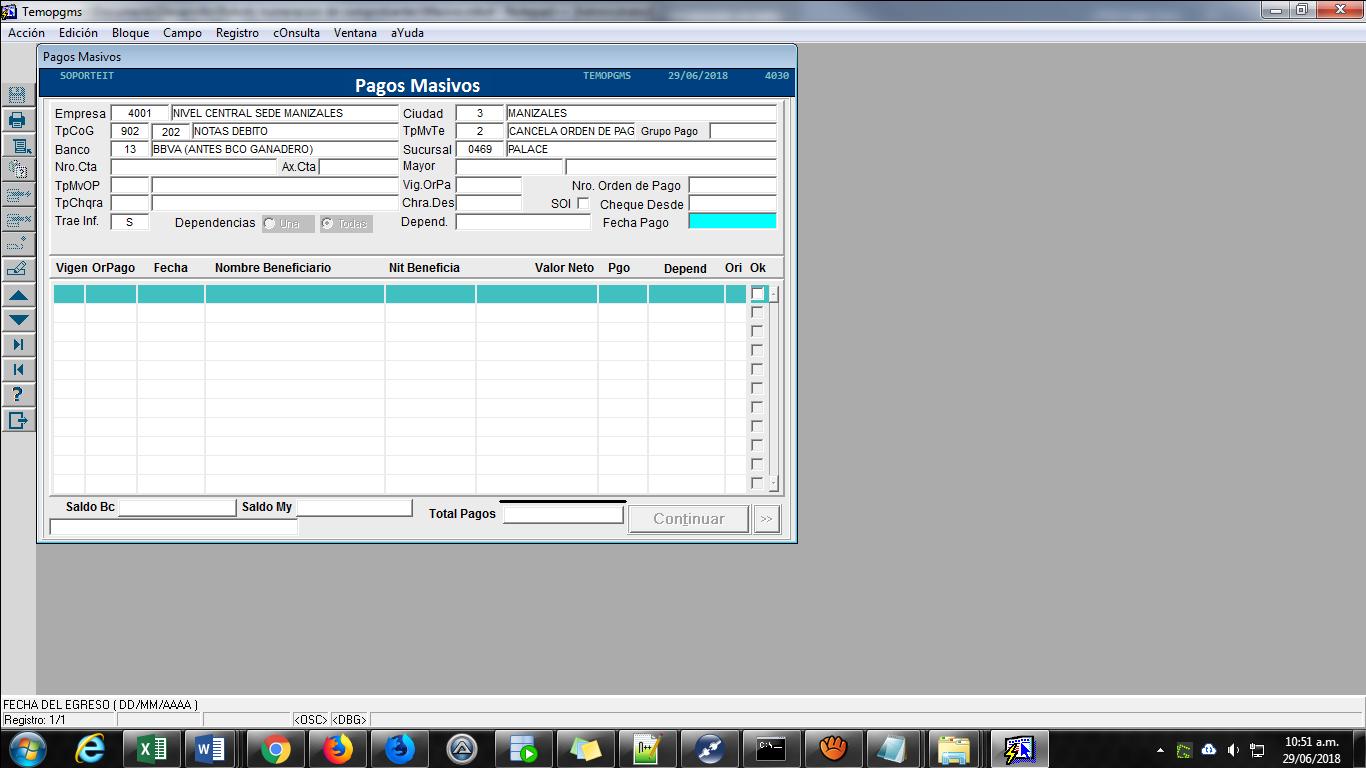 Temopgms
Acción Edición Bloque Campo Registro cOnsulta Ventana aYuda
Pagos Masivos
SOPORTEIT TEMOPGMS 29/06/2018 4030
Pagos Masivos
Empresa 4001 NIVEL CENTRAL SEDE MANIZALES Ciudad 3 MANIZALES
TpCoG 902 202 NOTAS DEBITO TpMvTe 2 CANCELA ORDEN DE PAG Grupo Pago
Banco 13 BBVA (ANTES BCO GANADERO) Sucursal 0469 PALACE
Nro.Cta Ax.Cta Mayor
TpMvOP Vig.OrPa Nro. Orden de Pago
TpChqra Chra.Des SOI Cheque Desde
Trae Inf. S Dependencias Una Todas Depend. Fecha Pago
Vigen OrPago Fecha Nombre Beneficiario Nit Beneficia Valor Neto Pgo Depend Ori Ok
Saldo Bc Saldo My Total Pagos Continuar >>
FECHA DEL EGRESO ( DD/MM/AAAA )
Registro: 1/1 <OSC> <DBG>
10:51 a.m.
29/06/2018